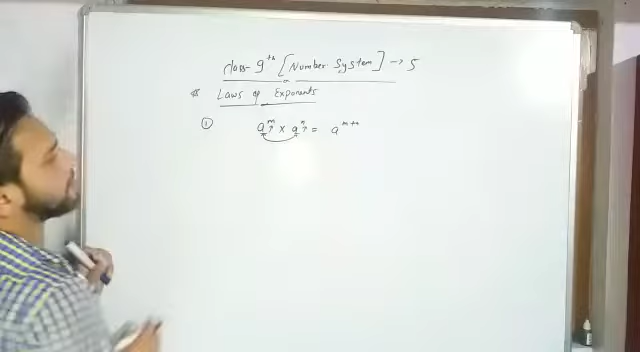 class-9th [Number System] → 5
* Laws of Exponents
① a^m × a^n = a^m+n